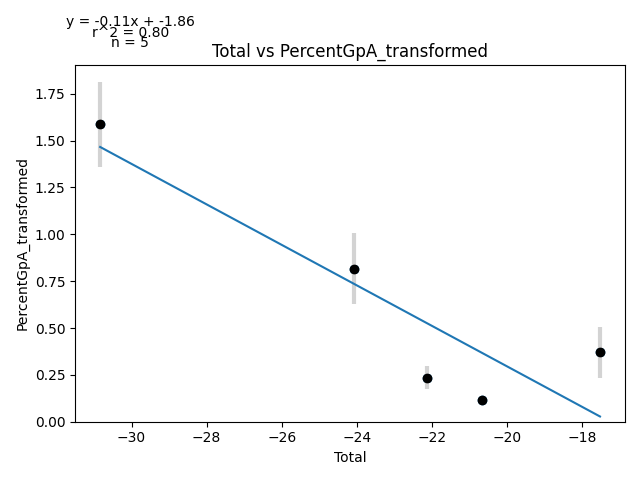 y = -0.11x + -1.86
r^2 = 0.80
n = 5
Total vs PercentGpA_transformed
PercentGpA_transformed
1.75
1.50
1.25
1.00
0.75
0.50
0.25
0.00
−30
−28
−26
−24
−22
−20
−18
Total